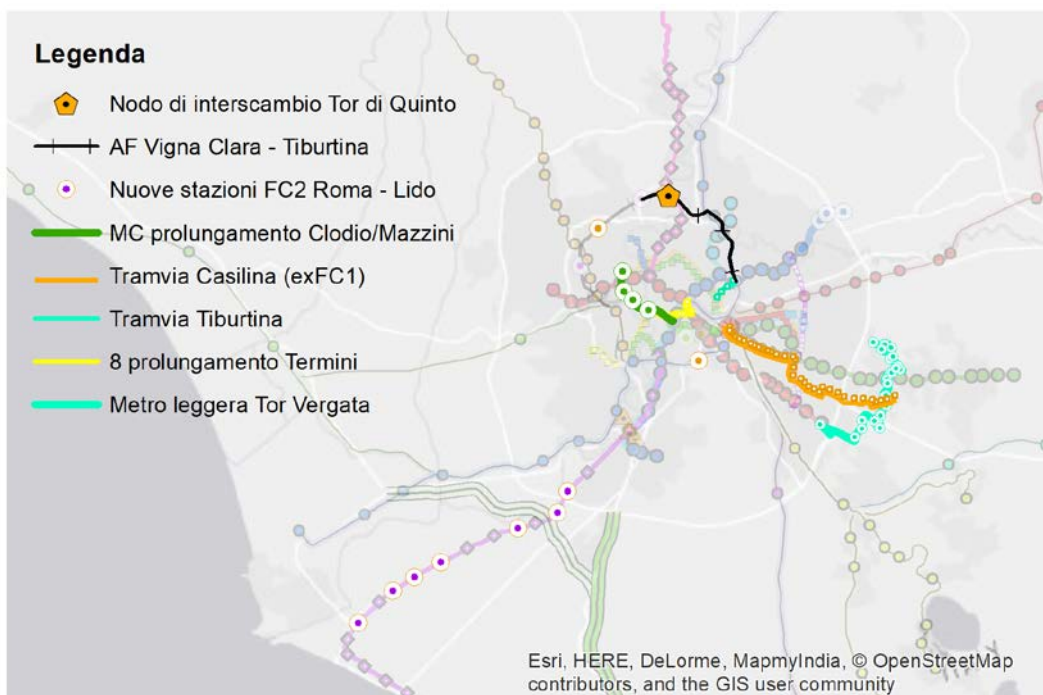 Legenda
Nodo di interscambio Tor di Quinto
AF Vigna Clara - Tiburtina
Nuove stazioni FC2 Roma - Lido
MC prolungamento Clodio/Mazzini
Tramvia Casilina (exFC1)
Tramvia Tiburtina
8 prolungamento Termini
Metro leggera Tor Vergata
Esri, HERE, DeLorme, MapmyIndia, © OpenStreetMap
contributors, and the GIS user community